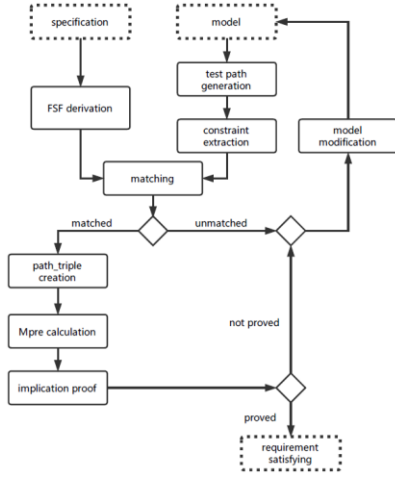 specification
model
test path
generation
FSF derivation
constraint
extraction
model
modification
matching
matched
unmatched
path_triple
creation
Mpre calculation
not proved
implication proof
proved
requirement
satisfying